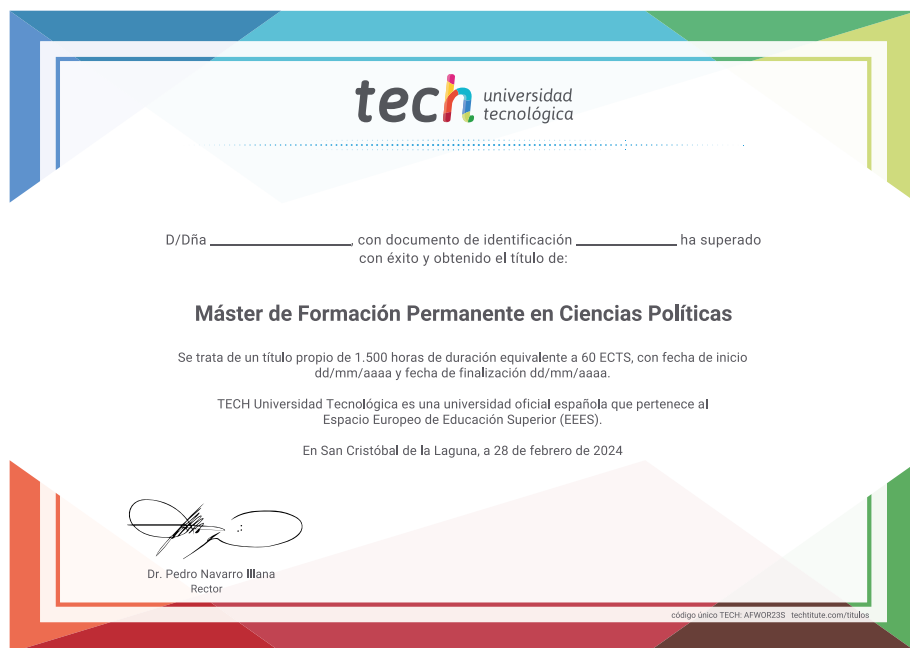 tech universidad
tecnológica
D/Dña ____________, con documento de identificación ____________ ha superado
con éxito y obtenido el título de:
Máster de Formación Permanente en Ciencias Políticas
Se trata de un título propio de 1.500 horas de duración equivalente a 60 ECTS, con fecha de inicio
dd/mm/aaaa y fecha de finalización dd/mm/aaaa.
TECH Universidad Tecnológica es una universidad oficial española que pertenece al
Espacio Europeo de Educación Superior (EEES).
En San Cristóbal de la Laguna, a 28 de febrero de 2024
Dr. Pedro Navarro Illana
Rector
código único TECH: AFWOR23S techtitute.com/titulos